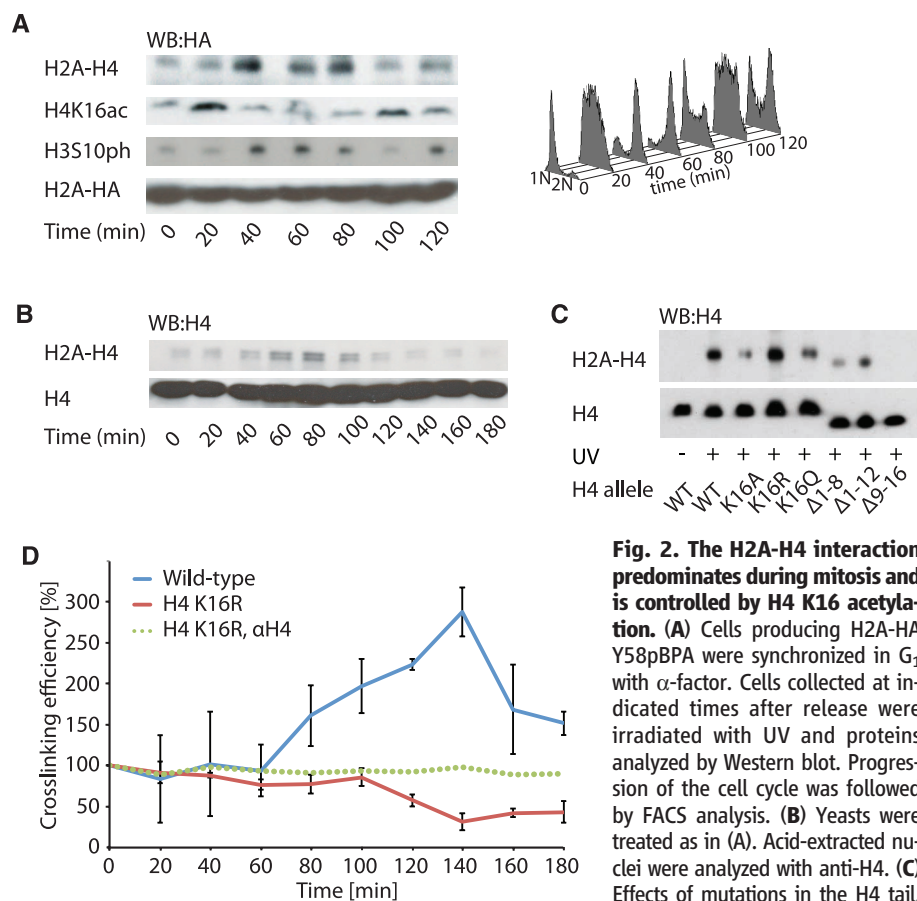 A
WB:HA
H2A-H4
H4K16ac
H3S10ph
H2A-HA
Time (min) 0 20 40 60 80 100 120
1N 2N 0 20 40 60 80 100 120
time (min)
B
WB:H4
H2A-H4
H4
Time (min) 0 20 40 60 80 100 120 140 160 180
C
WB:H4
H2A-H4
H4
UV - + + + + + + +
H4 allele WT WT K16A K16R K16Q Δ1-8 Δ1-12 Δ9-16
D
Wild-type
H4 K16R
H4 K16R, αH4
Crosslinking efficiency [%]
300
250
200
150
100
50
0
0 20 40 60 80 100 120 140 160 180
Time [min]
Fig. 2. The H2A-H4 interaction
predominates during mitosis and
is controlled by H4 K16 acetyla-
tion. (A) Cells producing H2A-HA
Y58pBPA were synchronized in G1
with α-factor. Cells collected at in-
dicated times after release were
irradiated with UV and proteins
analyzed by Western blot. Progres-
sion of the cell cycle was followed
by FACS analysis. (B) Yeasts were
treated as in (A). Acid-extracted nu-
clei were analyzed with anti-H4. (C)
Effects of mutations in the H4 tail.